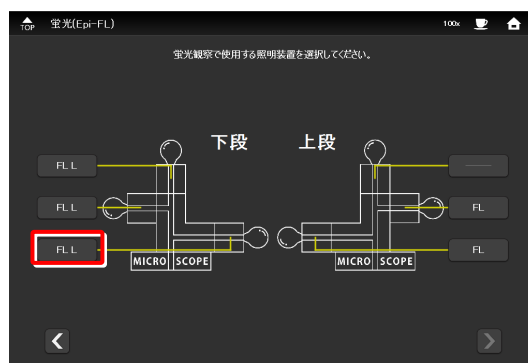 TOP 蛍光(Epi-FL) 100x
蛍光観察で使用する照明装置を選択してください。
下段 上段
FL L
FL L FL
FL L FL
MICRO SCOPE MICRO SCOPE